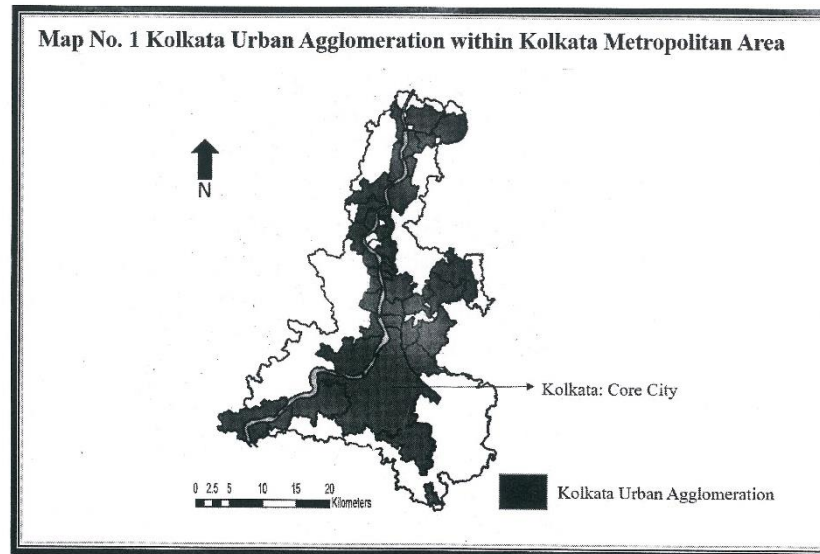 Map No. 1 Kolkata Urban Agglomeration within Kolkata Metropolitan Area
N
Kolkata: Core City
0 2.5 5 10 15 20
Kilometers
Kolkata Urban Agglomeration